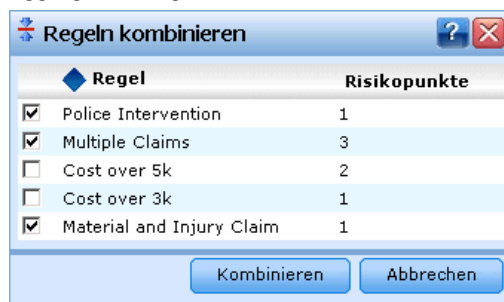 Regeln kombinieren
Regel Risikopunkte
Police Intervention 1
Multiple Claims 3
Cost over 5k 2
Cost over 3k 1
Material and Injury Claim 1
Kombinieren Abbrechen